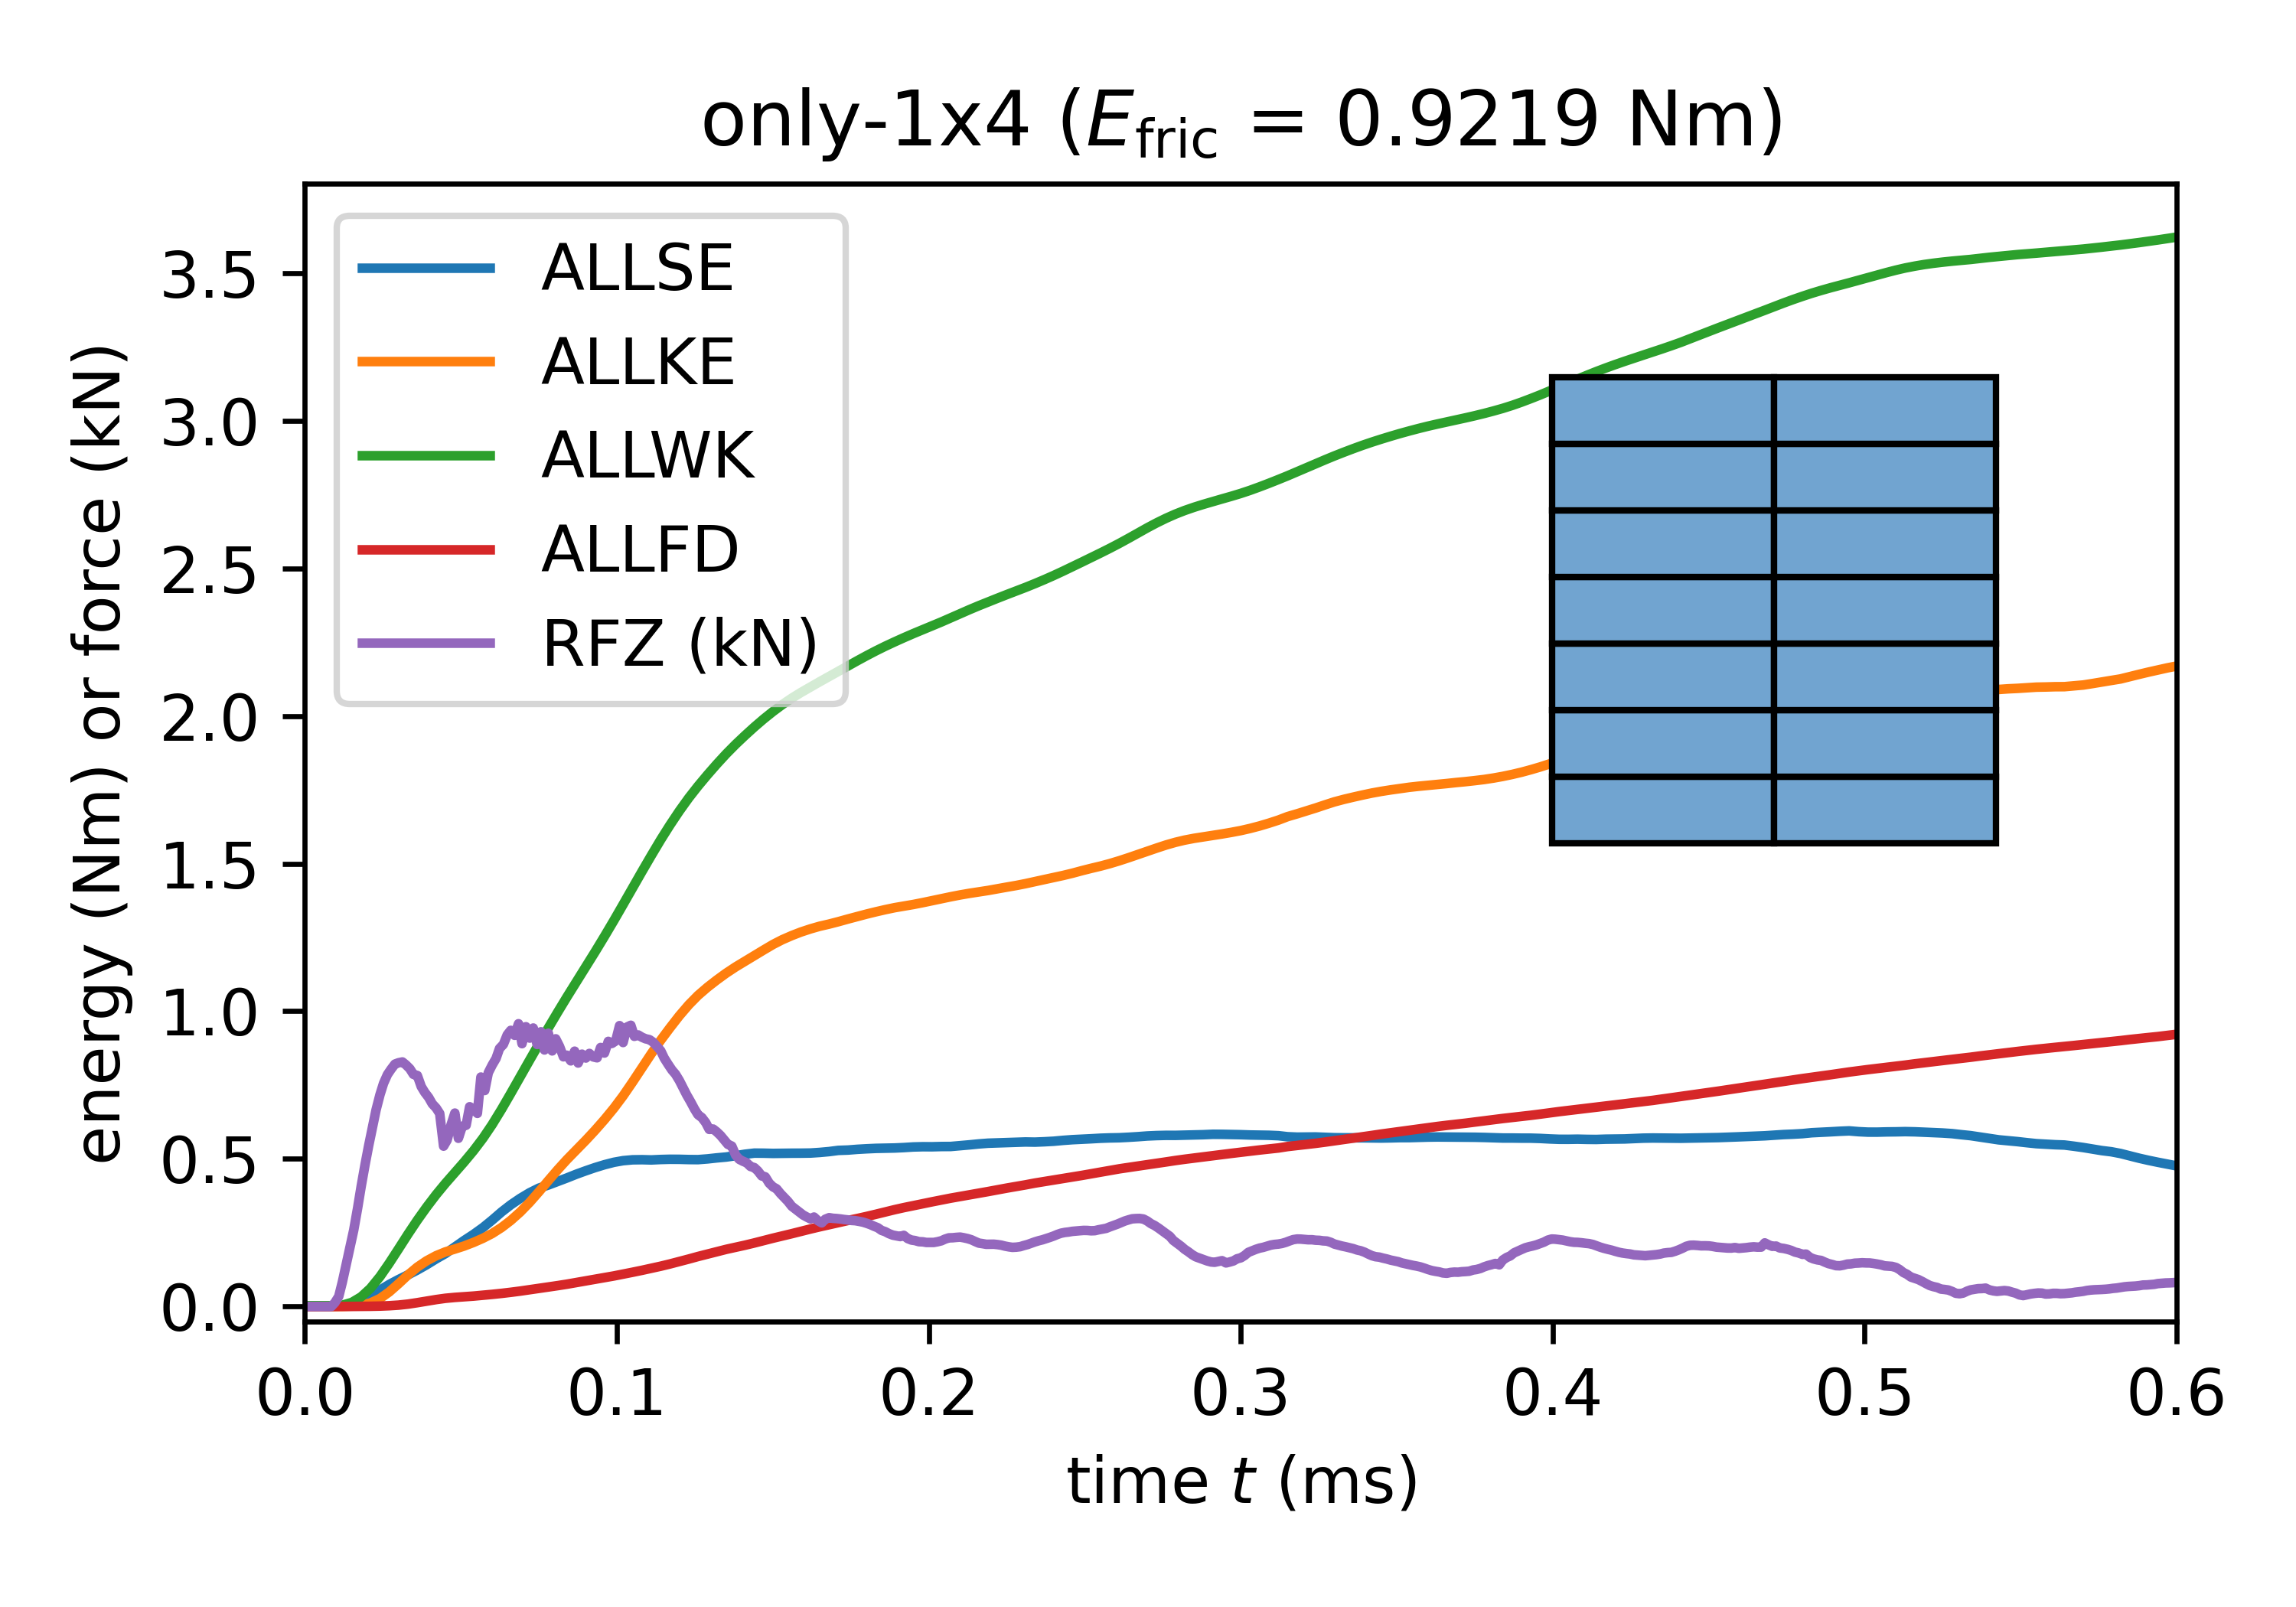 only-1x4 (E_fric = 0.9219 Nm)
ALLSE
ALLKE
ALLWK
ALLFD
RFZ (kN)
energy (Nm) or force (kN)
3.5
3.0
2.5
2.0
1.5
1.0
0.5
0.0
0.0 0.1 0.2 0.3 0.4 0.5 0.6
time t (ms)